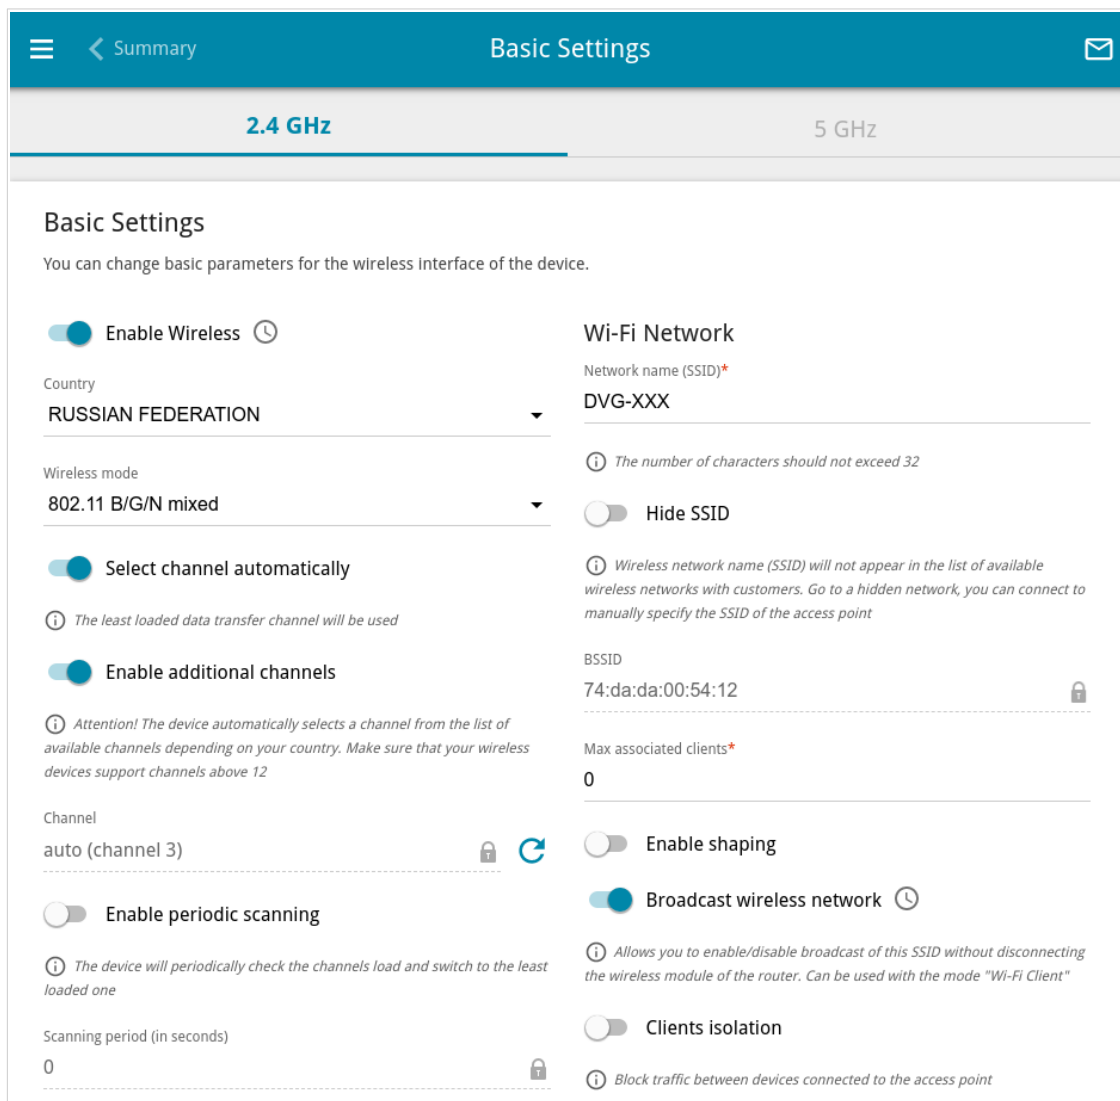 Summary
Basic Settings
2.4 GHz
5 GHz
Basic Settings
You can change basic parameters for the wireless interface of the device.
Enable Wireless
Country
RUSSIAN FEDERATION
Wireless mode
802.11 B/G/N mixed
Select channel automatically
The least loaded data transfer channel will be used
Enable additional channels
Attention! The device automatically selects a channel from the list of
available channels depending on your country. Make sure that your wireless
devices support channels above 12
Channel
auto (channel 3)
Enable periodic scanning
The device will periodically check the channels load and switch to the least
loaded one
Scanning period (in seconds)
0
Wi-Fi Network
Network name (SSID)*
DVG-XXX
The number of characters should not exceed 32
Hide SSID
Wireless network name (SSID) will not appear in the list of available
wireless networks with customers. Go to a hidden network, you can connect to
manually specify the SSID of the access point
BSSID
74:da:da:00:54:12
Max associated clients*
0
Enable shaping
Broadcast wireless network
Allows you to enable/disable broadcast of this SSID without disconnecting
the wireless module of the router. Can be used with the mode "Wi-Fi Client"
Clients isolation
Block traffic between devices connected to the access point